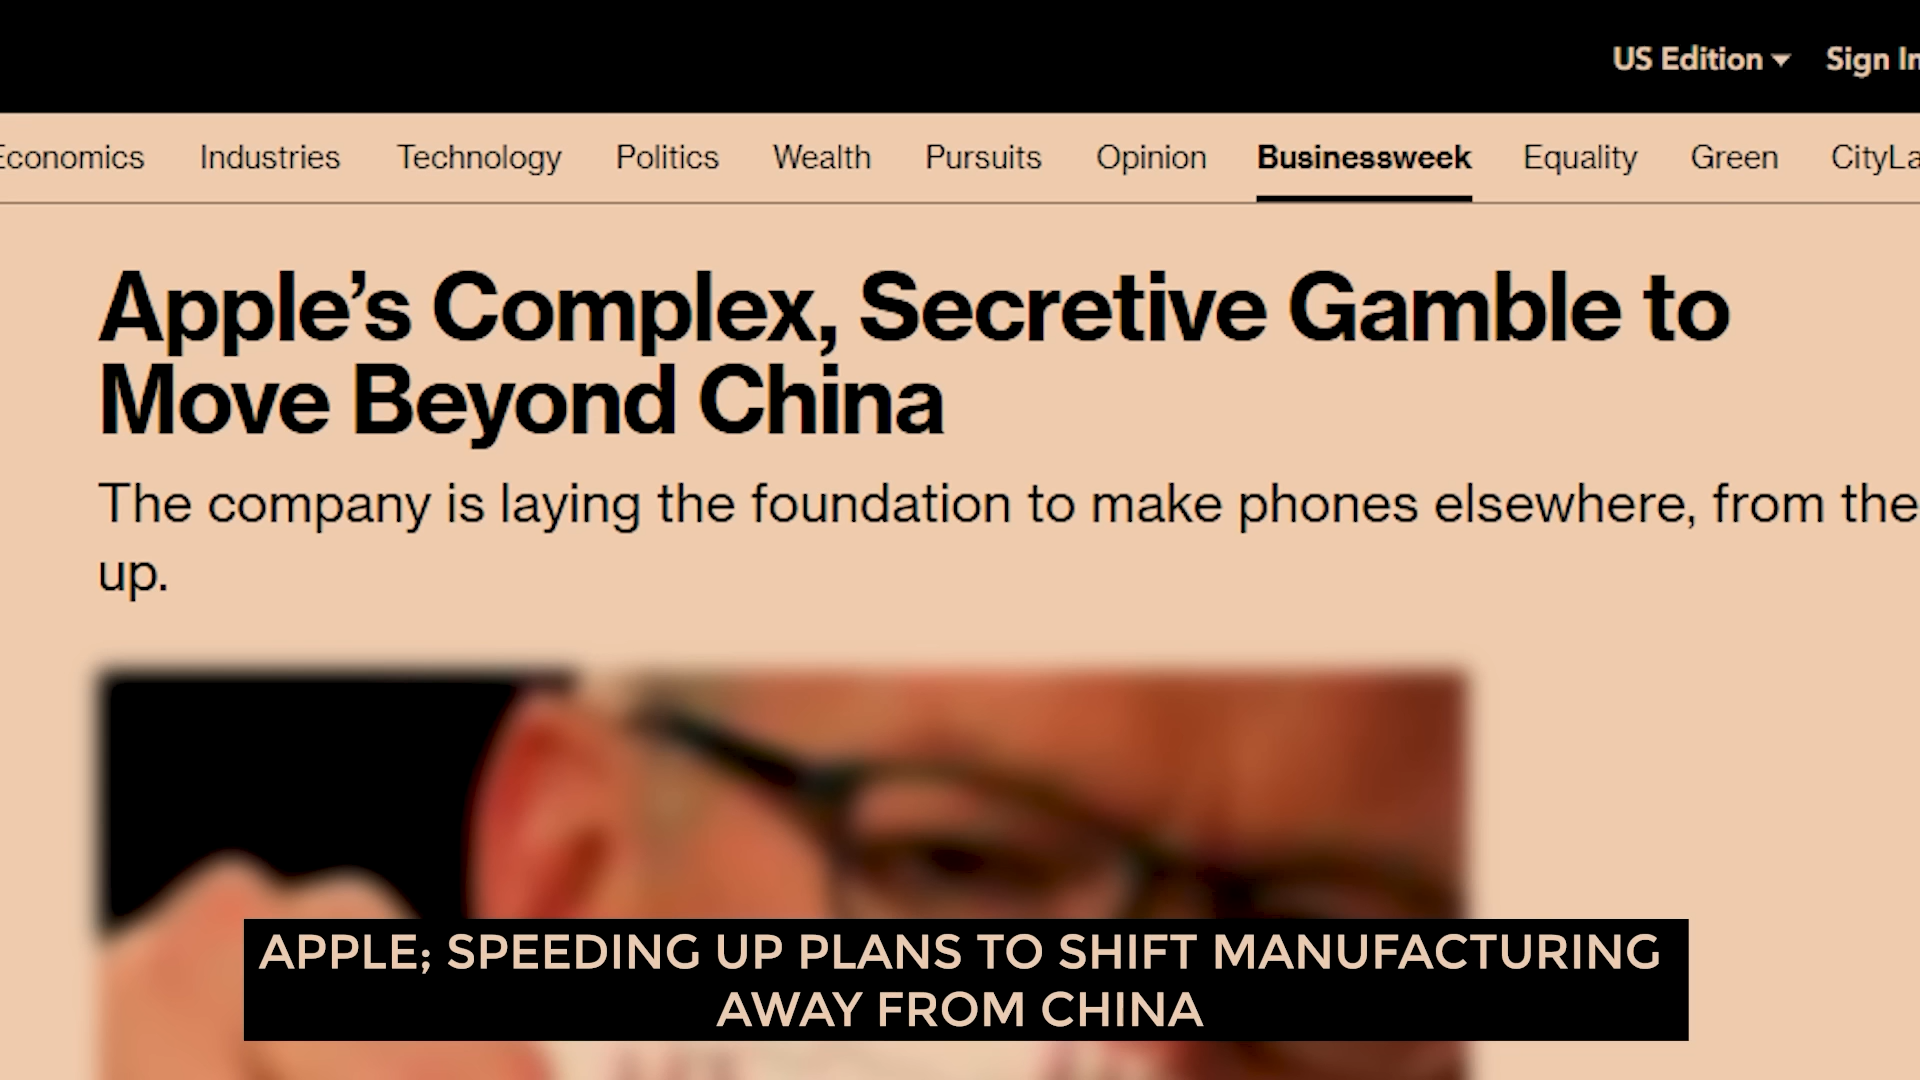 US Edition Sign In
Economics Industries Technology Politics Wealth Pursuits Opinion Businessweek Equality Green
Apple’s Complex, Secretive Gamble to
Move Beyond China
The company is laying the foundation to make phones elsewhere, from the
up.
APPLE; SPEEDING UP PLANS TO SHIFT MANUFACTURING
AWAY FROM CHINA